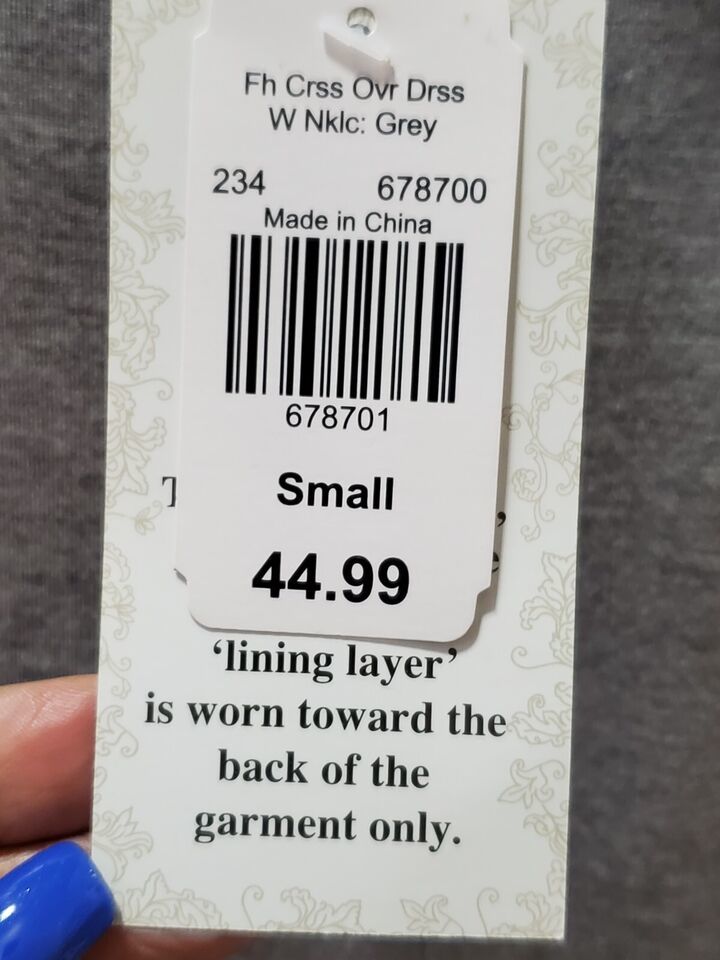 Fh Crss Ovr Drss
W Nklc: Grey
234 678700
Made in China
678701
Small
44.99
‘lining layer’
is worn toward the
back of the
garment only.